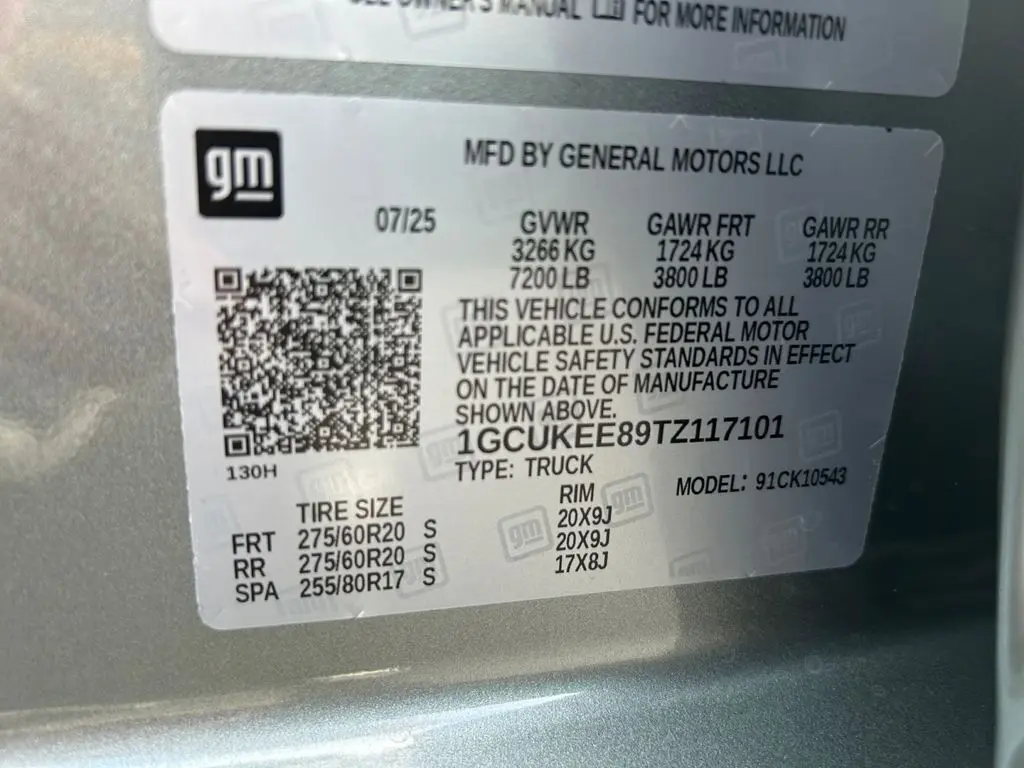 SEE OWNER'S MANUAL FOR MORE INFORMATION
gm
MFD BY GENERAL MOTORS LLC
07/25 GVWR GAWR FRT GAWR RR
3266 KG 1724 KG 1724 KG
7200 LB 3800 LB 3800 LB
THIS VEHICLE CONFORMS TO ALL
APPLICABLE U.S. FEDERAL MOTOR
VEHICLE SAFETY STANDARDS IN EFFECT
ON THE DATE OF MANUFACTURE
SHOWN ABOVE.
1GCUKEE89TZ117101
130H
TYPE: TRUCK MODEL: 91CK10543
TIRE SIZE RIM
FRT 275/60R20 S 20X9J
RR 275/60R20 S 20X9J
SPA 255/80R17 S 17X8J